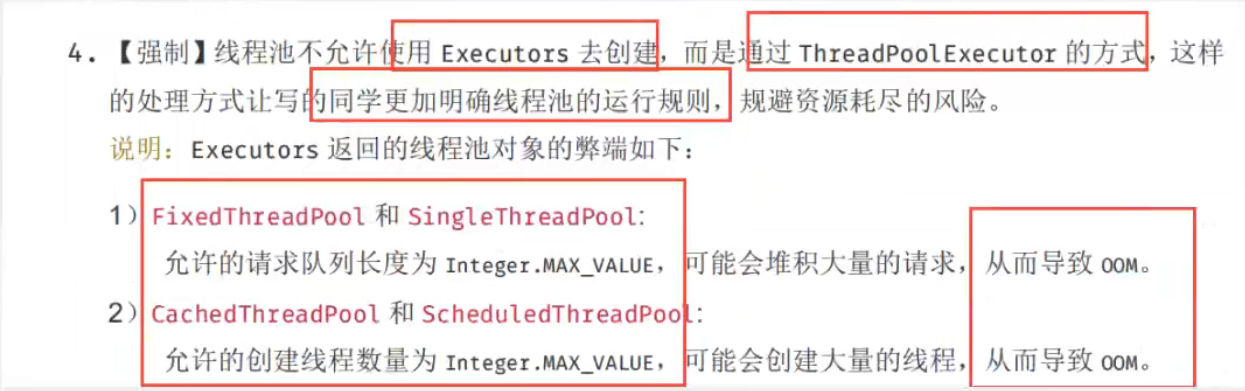 4. 【强制】线程池不允许使用 Executors 去创建，而是通过 ThreadPoolExecutor 的方式，这样
的处理方式让写的同学更加明确线程池的运行规则，规避资源耗尽的风险。
说明：Executors 返回的线程池对象的弊端如下：
1）FixedThreadPool 和 SingleThreadPool:
允许的请求队列长度为 Integer.MAX_VALUE，可能会堆积大量的请求，从而导致 OOM。
2）CachedThreadPool 和 ScheduledThreadPool:
允许的创建线程数量为 Integer.MAX_VALUE，可能会创建大量的线程，从而导致 OOM。